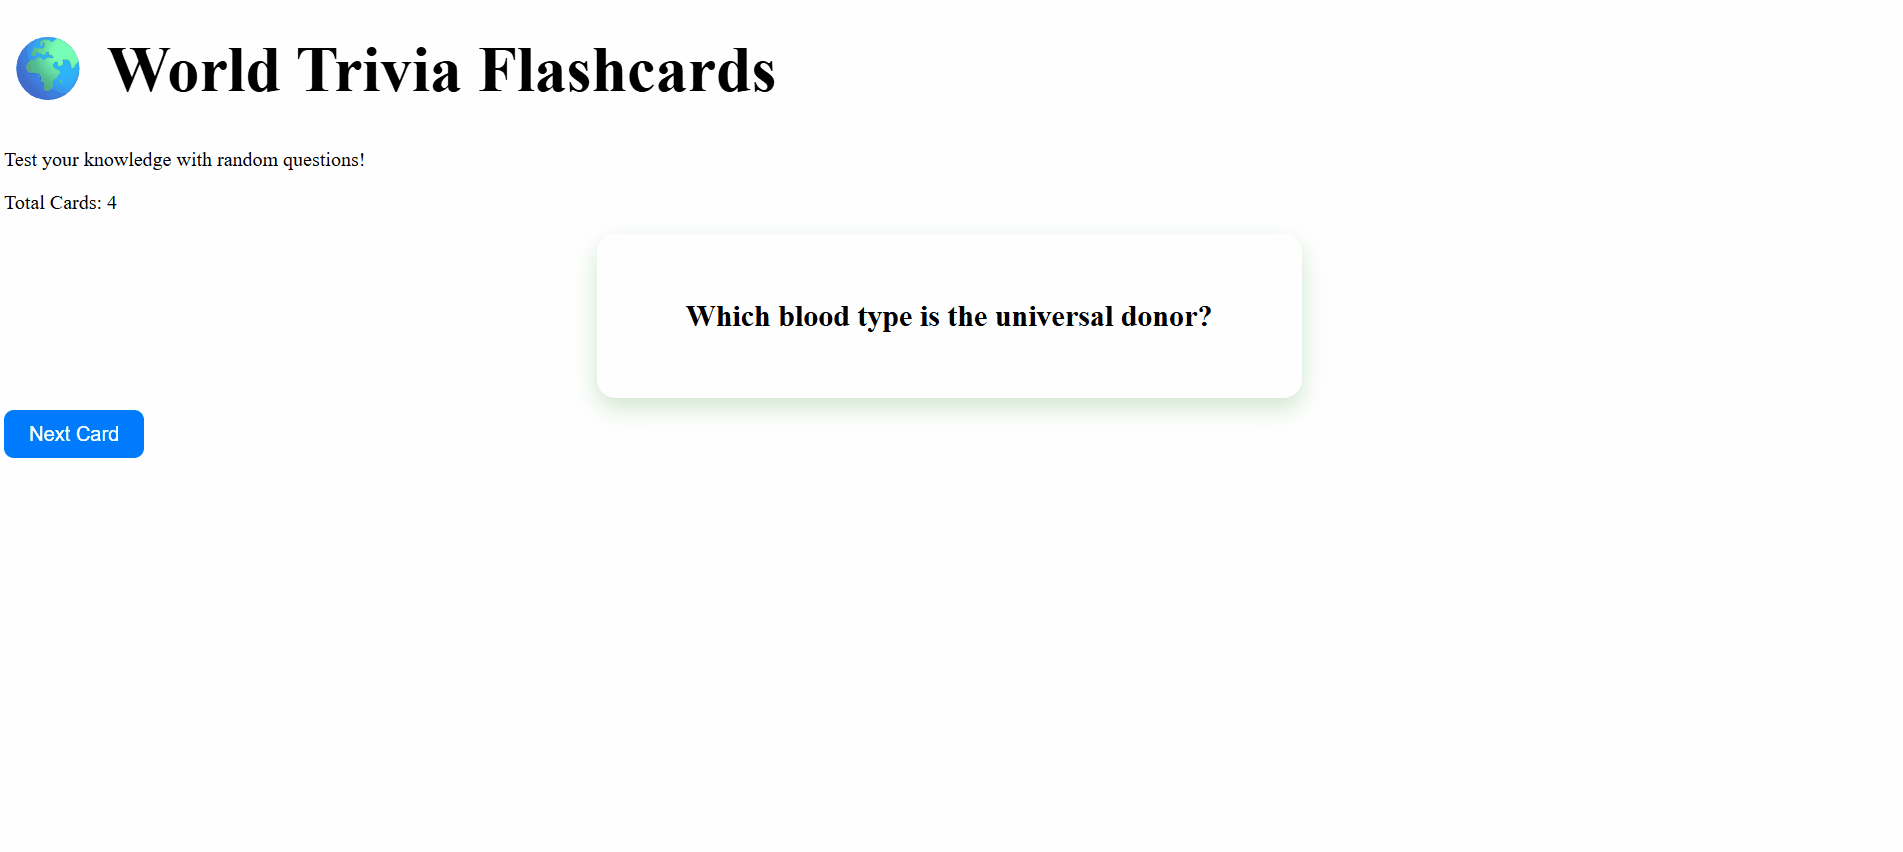 World Trivia Flashcards
Test your knowledge with random questions!
Total Cards: 4
Which blood type is the universal donor?
Next Card